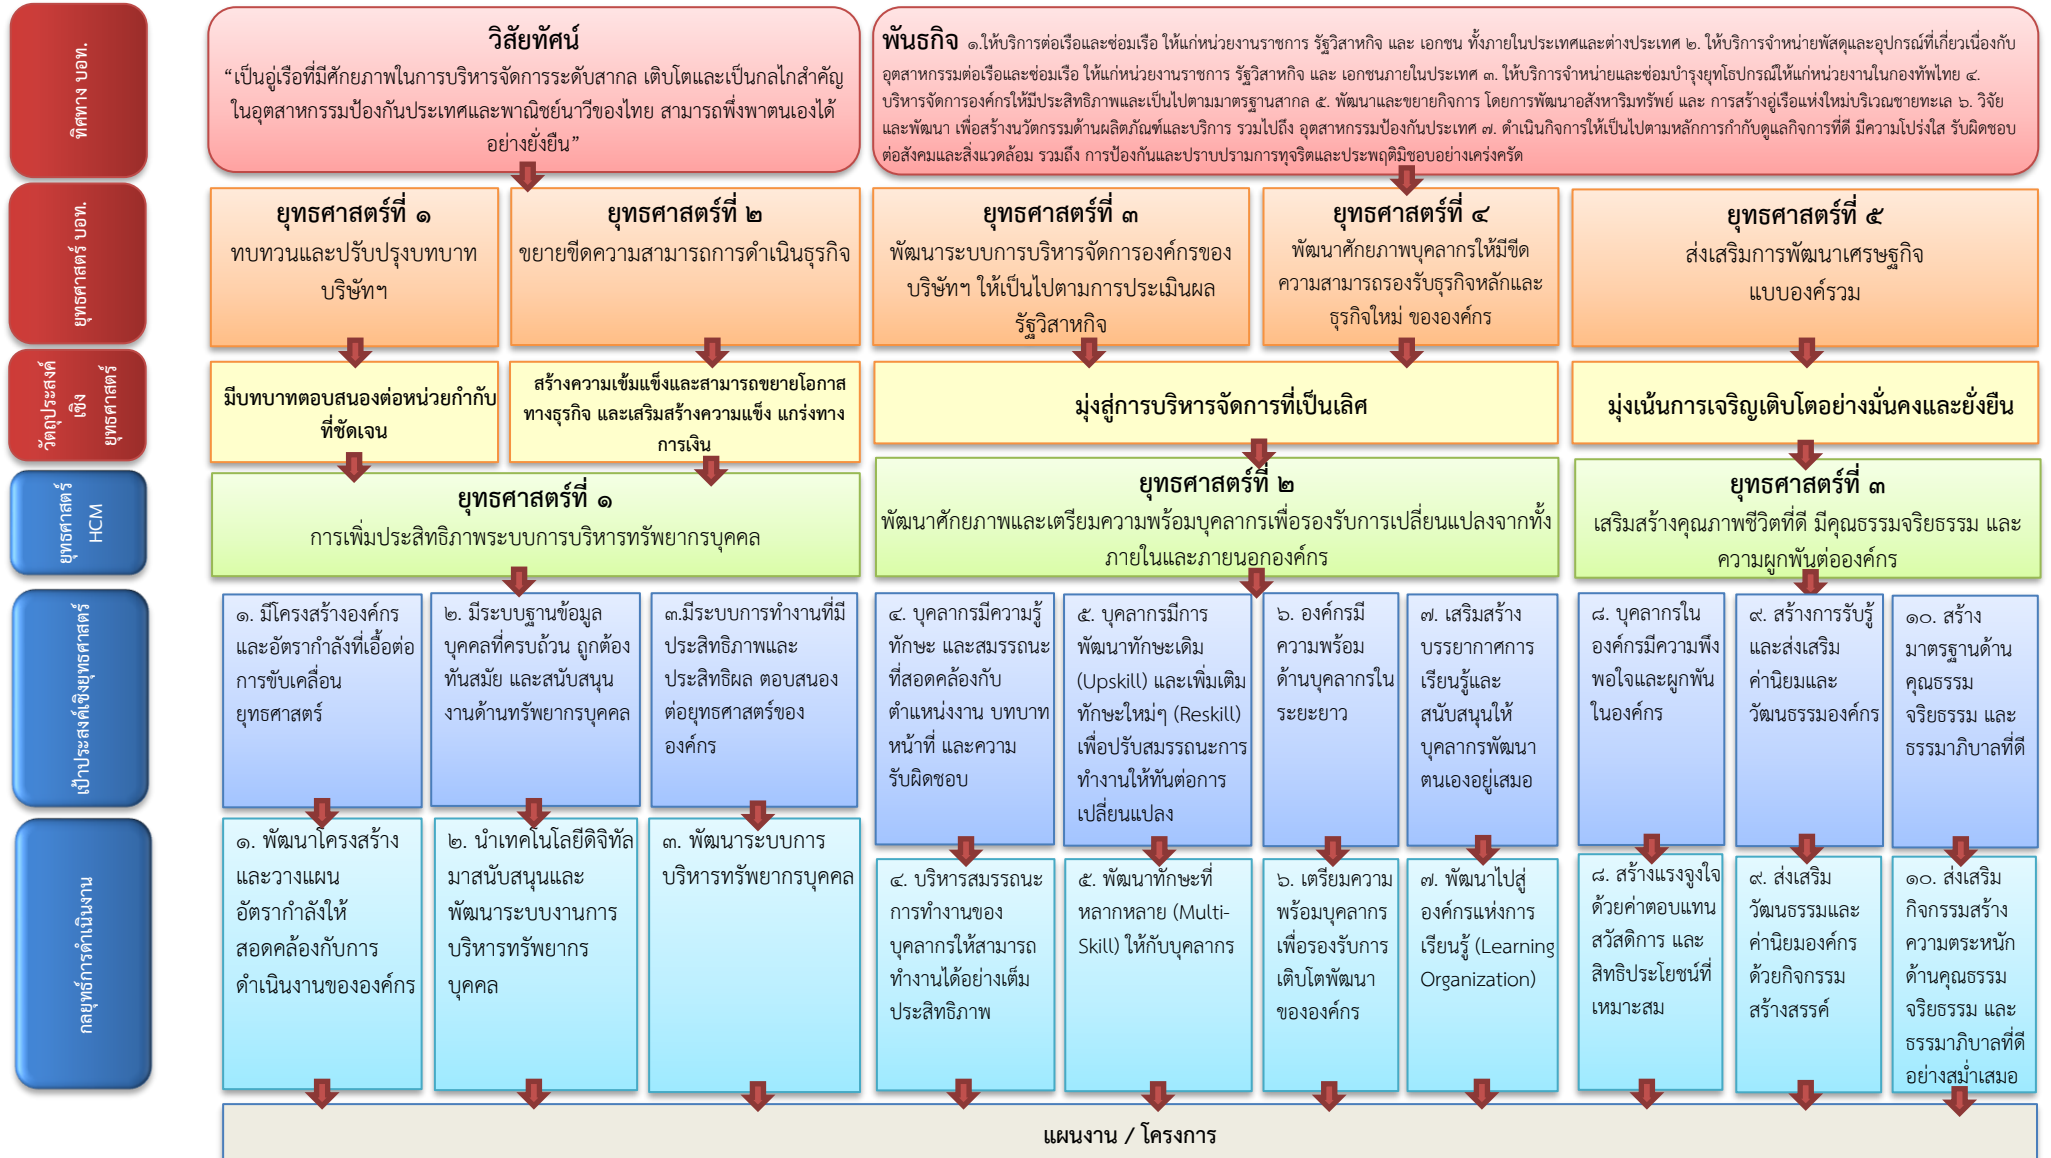 ทิศทาง บอท.
วิสัยทัศน์
“เป็นอู่เรือที่มีศักยภาพในการบริหารจัดการระดับสากล เติบโตและเป็นกลไกสำคัญ
ในอุตสาหกรรมป้องกันประเทศและพาณิชย์นาวีของไทย สามารถพึ่งพาตนเองได้
อย่างยั่งยืน”
พันธกิจ ๑.ให้บริการต่อเรือและซ่อมเรือ ให้แก่หน่วยงานราชการ รัฐวิสาหกิจ และ เอกชน ทั้งภายในประเทศและต่างประเทศ ๒. ให้บริการจำหน่ายพัสดุและอุปกรณ์ที่เกี่ยวเนื่องกับ
อุตสาหกรรมต่อเรือและซ่อมเรือ ให้แก่หน่วยงานราชการ รัฐวิสาหกิจ และ เอกชนภายในประเทศ ๓. ให้บริการจำหน่ายและซ่อมบำรุงยุทโธปกรณ์ให้แก่หน่วยงานในกองทัพไทย ๔.
บริหารจัดการองค์กรให้มีประสิทธิภาพและเป็นไปตามมาตรฐานสากล ๕. พัฒนาและขยายกิจการ โดยการพัฒนาอสังหาริมทรัพย์ และ การสร้างอู่เรือแห่งใหม่บริเวณชายทะเล ๖. วิจัย
และพัฒนา เพื่อสร้างนวัตกรรมด้านผลิตภัณฑ์และบริการ รวมไปถึง อุตสาหกรรมป้องกันประเทศ ๗. ดำเนินกิจการให้เป็นไปตามหลักการกำกับดูแลกิจการที่ดี มีความโปร่งใส รับผิดชอบ
ต่อสังคมและสิ่งแวดล้อม รวมถึง การป้องกันและปราบปรามการทุจริตและประพฤติมิชอบอย่างเคร่งครัด
ยุทธศาสตร์ บอท.
ยุทธศาสตร์ที่ ๑
ทบทวนและปรับปรุงบทบาท
บริษัทฯ
ยุทธศาสตร์ที่ ๒
ขยายขีดความสามารถการดำเนินธุรกิจ
ยุทธศาสตร์ที่ ๓
พัฒนาระบบการบริหารจัดการองค์กรของ
บริษัทฯ ให้เป็นไปตามการประเมินผล
รัฐวิสาหกิจ
ยุทธศาสตร์ที่ ๔
พัฒนาศักยภาพบุคลากรให้มีขีด
ความสามารถรองรับธุรกิจหลักและ
ธุรกิจใหม่ ขององค์กร
ยุทธศาสตร์ที่ ๕
ส่งเสริมการพัฒนาเศรษฐกิจ
แบบองค์รวม
วัตถุประสงค์
เชิง
ยุทธศาสตร์
มีบทบาทตอบสนองต่อหน่วยกำกับ
ที่ชัดเจน
สร้างความเข้มแข็งและสามารถขยายโอกาส
ทางธุรกิจ และเสริมสร้างความแข็ง แกร่งทาง
การเงิน
มุ่งสู่การบริหารจัดการที่เป็นเลิศ
มุ่งเน้นการเจริญเติบโตอย่างมั่นคงและยั่งยืน
ยุทธศาสตร์
HCM
ยุทธศาสตร์ที่ ๑
การเพิ่มประสิทธิภาพระบบการบริหารทรัพยากรบุคคล
ยุทธศาสตร์ที่ ๒
พัฒนาศักยภาพและเตรียมความพร้อมบุคลากรเพื่อรองรับการเปลี่ยนแปลงจากทั้ง
ภายในและภายนอกองค์กร
ยุทธศาสตร์ที่ ๓
เสริมสร้างคุณภาพชีวิตที่ดี มีคุณธรรมจริยธรรม และ
ความผูกพันต่อองค์กร
เป้าประสงค์เชิงยุทธศาสตร์
๑. มีโครงสร้างองค์กร
และอัตรากำลังที่เอื้อต่อ
การขับเคลื่อน
ยุทธศาสตร์
๒. มีระบบฐานข้อมูล
บุคคลที่ครบถ้วน ถูกต้อง
ทันสมัย และสนับสนุน
งานด้านทรัพยากรบุคคล
๓.มีระบบการทำงานที่มี
ประสิทธิภาพและ
ประสิทธิผล ตอบสนอง
ต่อยุทธศาสตร์ของ
องค์กร
๔. บุคลากรมีความรู้
ทักษะ และสมรรถนะ
ที่สอดคล้องกับ
ตำแหน่งงาน บทบาท
หน้าที่ และความ
รับผิดชอบ
๕. บุคลากรมีการ
พัฒนาทักษะเดิม
(Upskill) และเพิ่มเติม
ทักษะใหม่ๆ (Reskill)
เพื่อปรับสมรรถนะการ
ทำงานให้ทันต่อการ
เปลี่ยนแปลง
๖. องค์กรมี
ความพร้อม
ด้านบุคลากรใน
ระยะยาว
๗. เสริมสร้าง
บรรยากาศการ
เรียนรู้และ
สนับสนุนให้
บุคลากรพัฒนา
ตนเองอยู่เสมอ
๘. บุคลากรใน
องค์กรมีความพึง
พอใจและผูกพัน
ในองค์กร
๙. สร้างการรับรู้
และส่งเสริม
ค่านิยมและ
วัฒนธรรมองค์กร
๑๐. สร้าง
มาตรฐานด้าน
คุณธรรม
จริยธรรม และ
ธรรมาภิบาลที่ดี
กลยุทธ์การดำเนินงาน
๑. พัฒนาโครงสร้าง
และวางแผน
อัตรากำลังให้
สอดคล้องกับการ
ดำเนินงานขององค์กร
๒. นำเทคโนโลยีดิจิทัล
มาสนับสนุนและ
พัฒนาระบบงานการ
บริหารทรัพยากร
บุคคล
๓. พัฒนาระบบการ
บริหารทรัพยากรบุคคล
๔. บริหารสมรรถนะ
การทำงานของ
บุคลากรให้สามารถ
ทำงานได้อย่างเต็ม
ประสิทธิภาพ
๕. พัฒนาทักษะที่
หลากหลาย (Multi-
Skill) ให้กับบุคลากร
๖. เตรียมความ
พร้อมบุคลากร
เพื่อรองรับการ
เติบโตพัฒนา
ขององค์กร
๗. พัฒนาไปสู่
องค์กรแห่งการ
เรียนรู้ (Learning
Organization)
๘. สร้างแรงจูงใจ
ด้วยค่าตอบแทน
สวัสดิการ และ
สิทธิประโยชน์ที่
เหมาะสม
๙. ส่งเสริม
วัฒนธรรมและ
ค่านิยมองค์กร
ด้วยกิจกรรม
สร้างสรรค์
๑๐. ส่งเสริม
กิจกรรมสร้าง
ความตระหนัก
ด้านคุณธรรม
จริยธรรม และ
ธรรมาภิบาลที่ดี
อย่างสม่ำเสมอ
แผนงาน / โครงการ